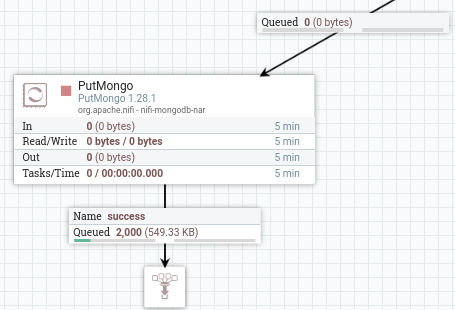 Queued 0 (0 bytes)
PutMongo
PutMongo 1.28.1
org.apache.nifi - nifi-mongodb-nar
In 0 (0 bytes) 5 min
Read/Write 0 bytes / 0 bytes 5 min
Out 0 (0 bytes) 5 min
Tasks/Time 0 / 00:00:00.000 5 min
Name success
Queued 2,000 (549.33 KB)